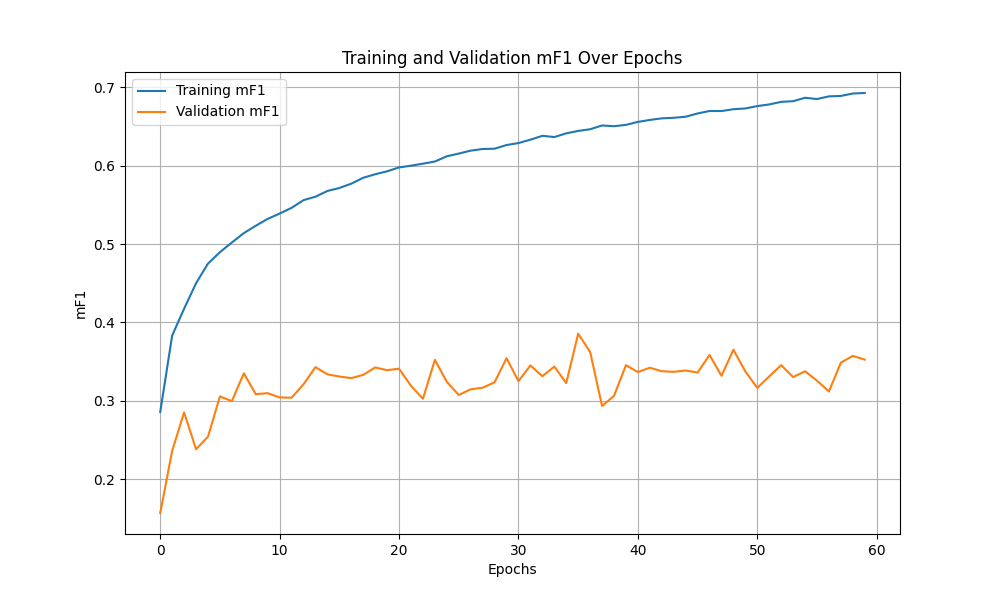 Training and Validation mF1 Over Epochs
Training mF1
Validation mF1
mF1
0.7
0.6
0.5
0.4
0.3
0.2
0 10 20 30 40 50 60
Epochs